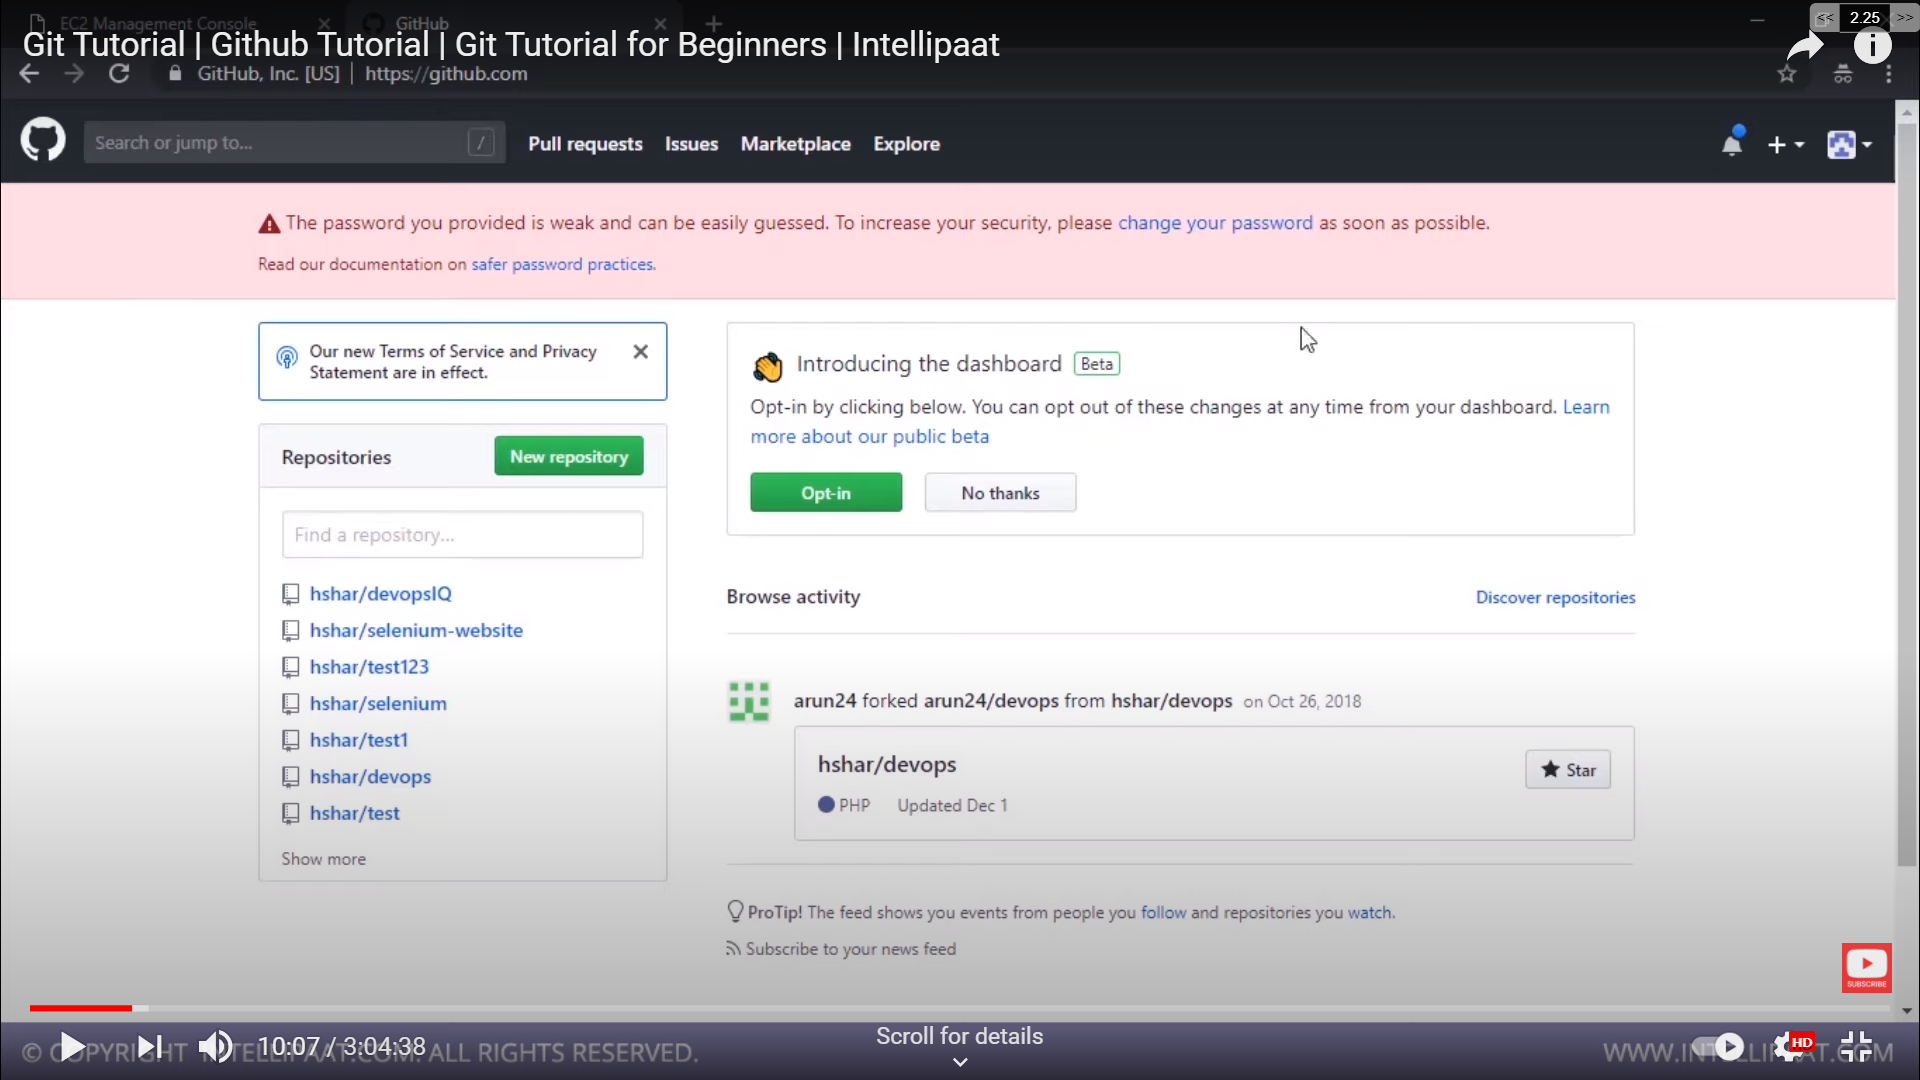 EC2 Management Console
GitHub
<< 2.25 >>
Git Tutorial | Github Tutorial | Git Tutorial for Beginners | Intellipaat
GitHub, Inc. [US] | https://github.com
Search or jump to...
/
Pull requests
Issues
Marketplace
Explore
The password you provided is weak and can be easily guessed. To increase your security, please change your password as soon as possible.
Read our documentation on safer password practices.
Our new Terms of Service and Privacy
Statement are in effect.
Repositories
New repository
Find a repository...
hshar/devopsIQ
hshar/selenium-website
hshar/test123
hshar/selenium
hshar/test1
hshar/devops
hshar/test
Show more
Introducing the dashboard
Beta
Opt-in by clicking below. You can opt out of these changes at any time from your dashboard. Learn
more about our public beta
Opt-in
No thanks
Browse activity
Discover repositories
arun24 forked arun24/devops from hshar/devops on Oct 26, 2018
hshar/devops
Star
PHP
Updated Dec 1
ProTip! The feed shows you events from people you follow and repositories you watch.
Subscribe to your news feed
SUBSCRIBE
10:07 / 3:04:38
Scroll for details
HD
ALL RIGHTS RESERVED.